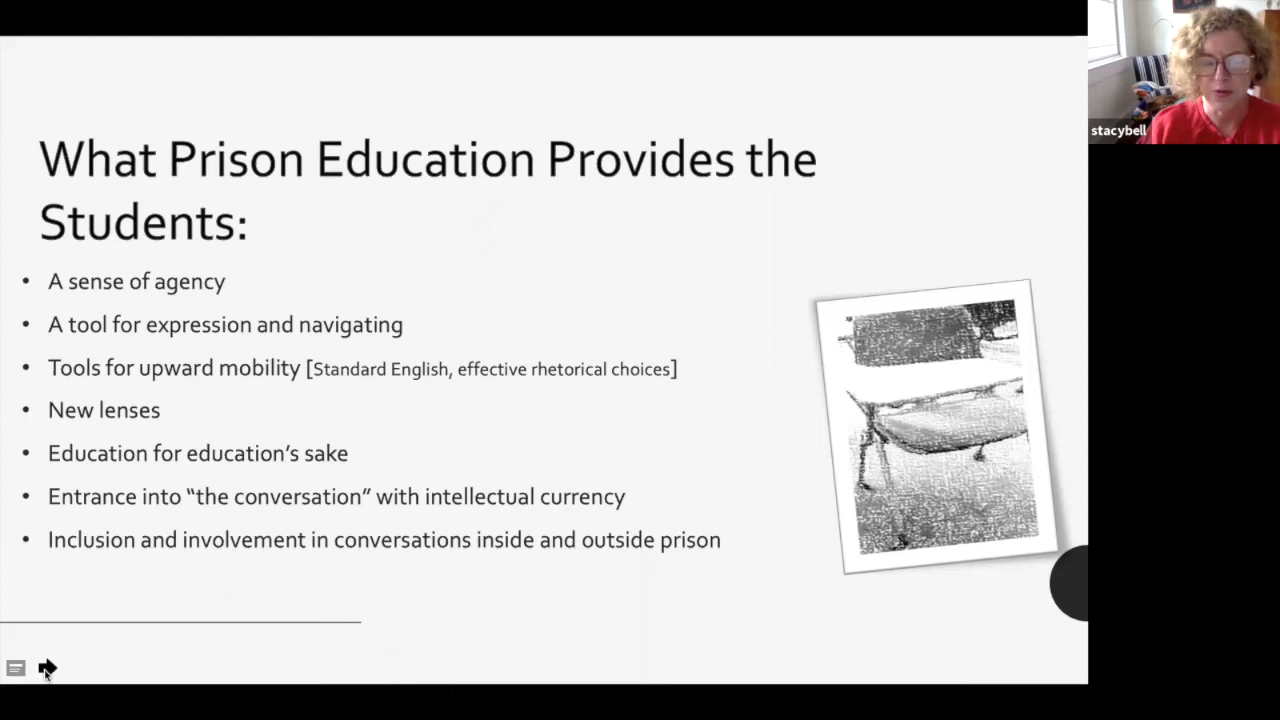 stacybell
What Prison Education Provides the
Students:
• A sense of agency
• A tool for expression and navigating
• Tools for upward mobility [Standard English, effective rhetorical choices]
• New lenses
• Education for education’s sake
• Entrance into “the conversation” with intellectual currency
• Inclusion and involvement in conversations inside and outside prison